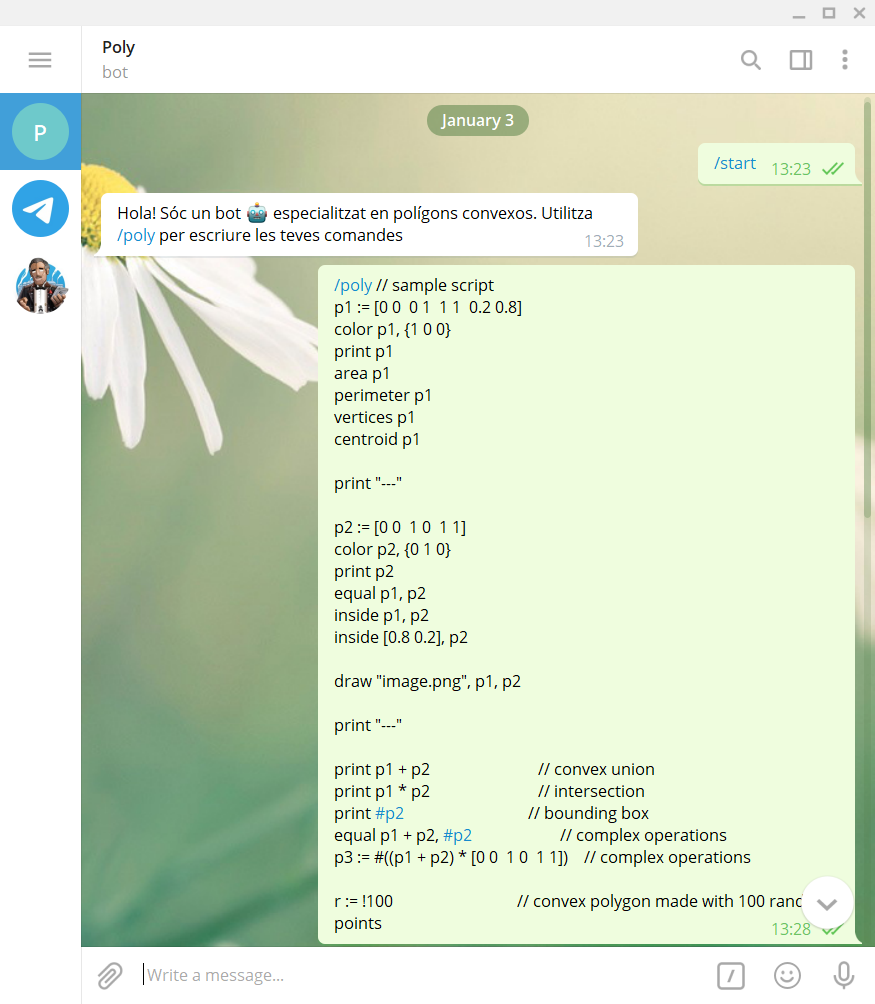 Poly
bot
P
January 3
/start 13:23
Hola! Sóc un bot 🤖 especialitzat en polígons convexos. Utilitza
/poly per escriure les teves comandes
13:23
/poly // sample script
p1 := [0 0  0 1  1 1  0.2 0.8]
color p1, {1 0 0}
print p1
area p1
perimeter p1
vertices p1
centroid p1
print "---"
p2 := [0 0  1 0  1 1]
color p2, {0 1 0}
print p2
equal p1, p2
inside p1, p2
inside [0.8 0.2], p2
draw "image.png", p1, p2
print "---"
print p1 + p2 // convex union
print p1 * p2 // intersection
print #p2 // bounding box
equal p1 + p2, #p2 // complex operations
p3 := #((p1 + p2) * [0 0  1 0  1 1]) // complex operations
r := !100 // convex polygon made with 100
points
13:28
Write a message...